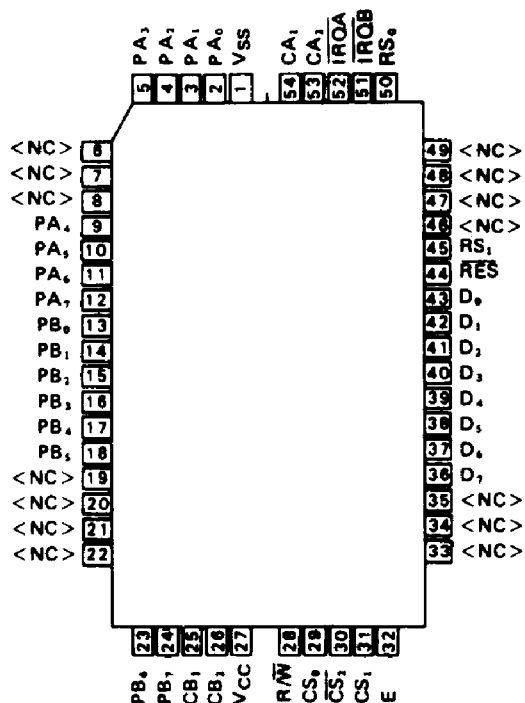 PA₃ PA₂ PA₁ PA₀ VSS CA₁ CA₂ I̅R̅Q̅A̅ I̅R̅Q̅B̅ RS₀
5 4 3 2 1 54 53 52 51 50
<NC> 6 49 <NC>
<NC> 7 48 <NC>
<NC> 8 47 <NC>
PA₄ 9 46 <NC>
PA₅ 10 45 RS₁
PA₆ 11 44 R̅E̅S̅
PA₇ 12 43 D₀
PB₀ 13 42 D₁
PB₁ 14 41 D₂
PB₂ 15 40 D₃
PB₃ 16 39 D₄
PB₄ 17 38 D₅
PB₅ 18 37 D₆
<NC> 19 36 D₇
<NC> 20 35 <NC>
<NC> 21 34 <NC>
<NC> 22 33 <NC>
23 24 25 26 27 28 29 30 31 32
PB₆ PB₇ CB₁ CB₂ VCC R/W̅ CS₀ C̅S̅₂ CS₁ E